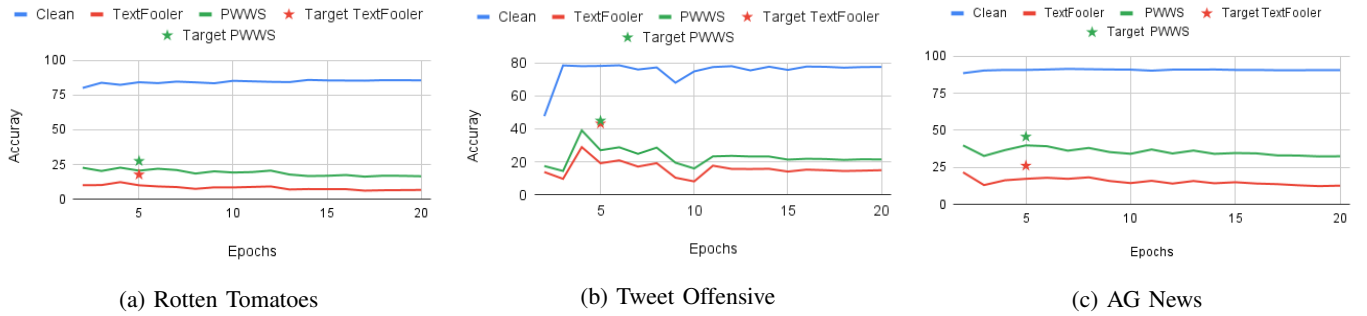 Clean TextFooler PWWS Target TextFooler
Target PWWS
100
75
50
25
0
5 10 15 20
Accuray
Epochs
(a) Rotten Tomatoes
Clean TextFooler PWWS Target TextFooler
Target PWWS
80
60
40
20
0
5 10 15 20
Accuray
Epochs
(b) Tweet Offensive
Clean TextFooler PWWS Target TextFooler
Target PWWS
100
75
50
25
0
5 10 15 20
Accuray
Epochs
(c) AG News